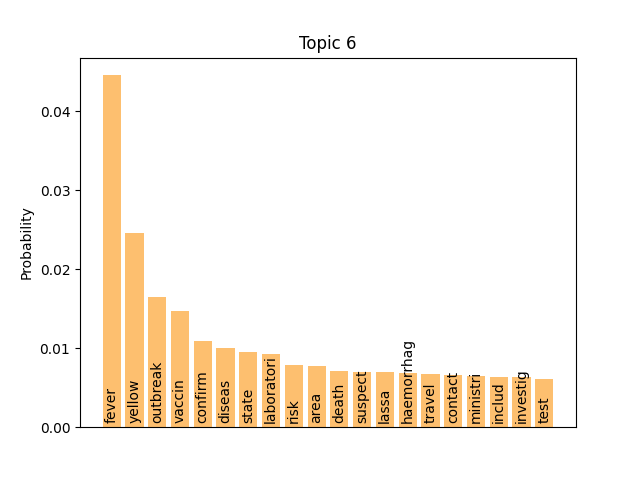 Topic 6
Probability
0.04
0.03
0.02
0.01
0.00
fever
yellow
outbreak
vaccin
confirm
diseas
state
laboratori
risk
area
death
suspect
lassa
haemorrhag
travel
contact
ministri
includ
investig
test